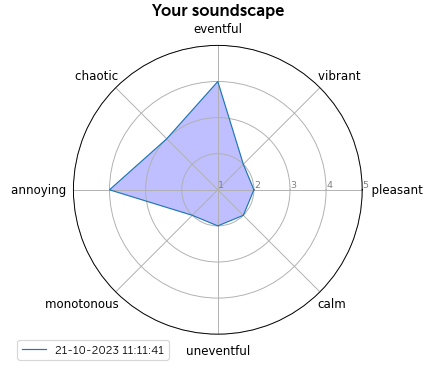 Your soundscape
eventful
chaotic
vibrant
annoying
1 2 3 4 5
pleasant
monotonous
calm
21-10-2023 11:11:41
uneventful